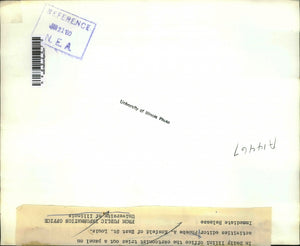 REFERENCE
N.E.A.
University of Illinois Photo
In Daily Illini office the cartoonist tries out a panel on
activities editor Phoebe A. of East St. Louis.
FROM PUBLIC INFORMATION OFFICE
University of Illinois
Immediate Release